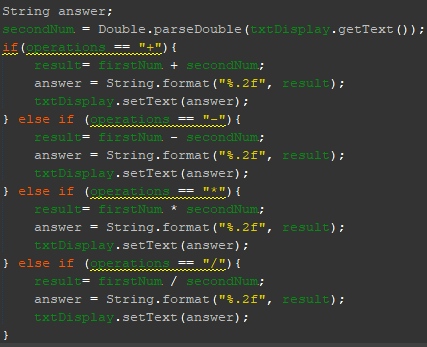 String answer;
secondNum = Double.parseDouble(txtDisplay.getText());
if(operations == "+"){
result= firstNum + secondNum;
answer = String.format("%.2f", result);
txtDisplay.setText(answer);
} else if (operations == "-"){
result= firstNum - secondNum;
answer = String.format("%.2f", result);
txtDisplay.setText(answer);
} else if (operations == "*"){
result= firstNum * secondNum;
answer = String.format("%.2f", result);
txtDisplay.setText(answer);
} else if (operations == "/"){
result= firstNum / secondNum;
answer = String.format("%.2f", result);
txtDisplay.setText(answer);
}